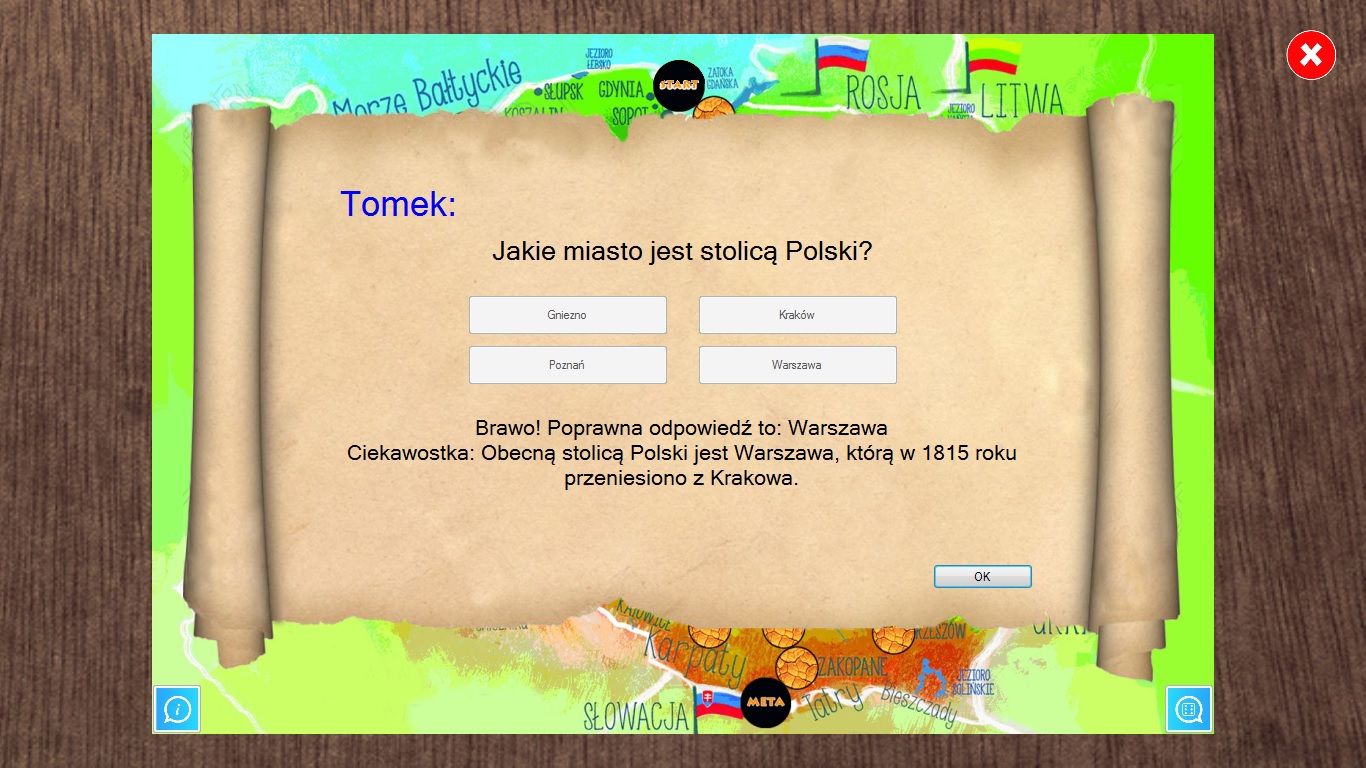 JEZIORO
ŁEBSKO
Morze Bałtyckie
SŁUPSK
GDYNIA
START
ZATOKA
GDAŃSKA
ROSJA
LITWA
KOSZALIN
SOPOT
JEZIORO
Tomek:
Jakie miasto jest stolicą Polski?
Gniezno
Kraków
Poznań
Warszawa
Brawo! Poprawna odpowiedź to: Warszawa
Ciekawostka: Obecną stolicą Polski jest Warszawa, którą w 1815 roku
przeniesiono z Krakowa.
OK
KATOWICE
Karpaty
RZESZÓW
ZAKOPANE
JEZIORO
SOLIŃSKIE
SŁOWACJA
META
Tatry
Bieszczady